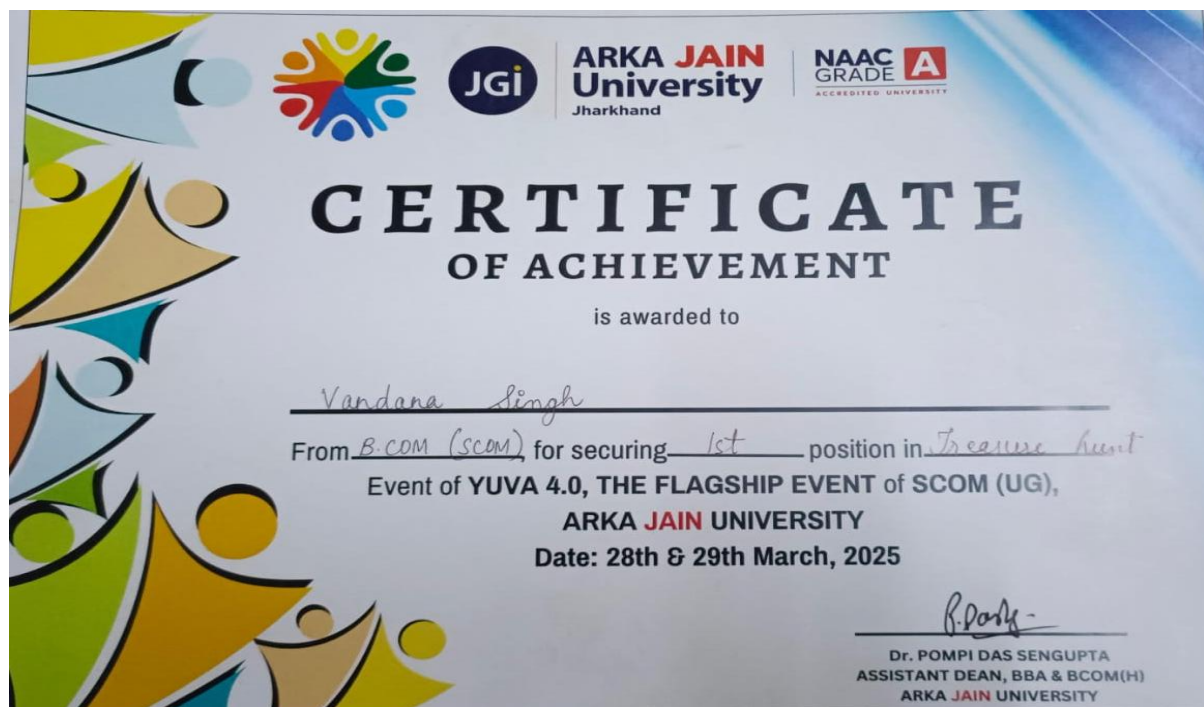 JGi
ARKA JAIN
University
Jharkhand
NAAC
GRADE A
ACCREDITED UNIVERSITY
CERTIFICATE
OF ACHIEVEMENT
is awarded to
Vandana Singh
From B.COM (SCOM) for securing 1st position in Treasure hunt
Event of YUVA 4.0, THE FLAGSHIP EVENT of SCOM (UG),
ARKA JAIN UNIVERSITY
Date: 28th & 29th March, 2025
Dr. POMPI DAS SENGUPTA
ASSISTANT DEAN, BBA & BCOM(H)
ARKA JAIN UNIVERSITY